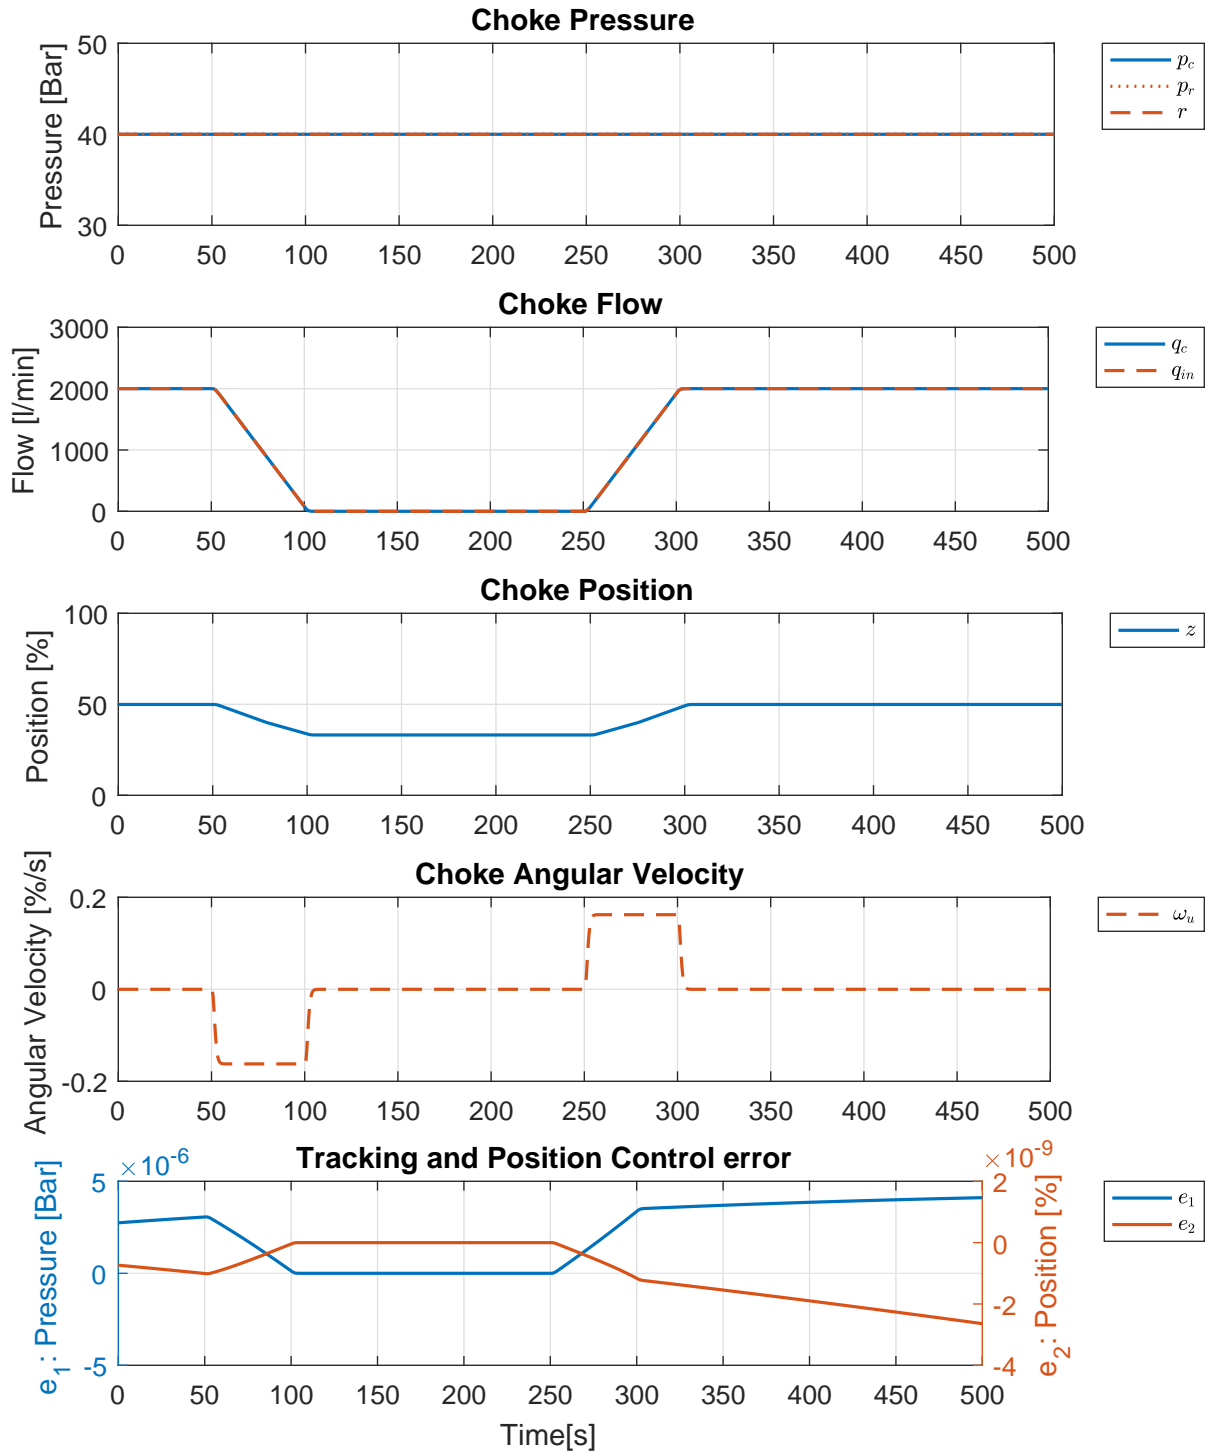 Choke Pressure
Pressure [Bar]
50
40
30
0 50 100 150 200 250 300 350 400 450 500
p_c
p_r
r
Choke Flow
Flow [l/min]
3000
2000
1000
0
0 50 100 150 200 250 300 350 400 450 500
q_c
q_in
Choke Position
Position [%]
100
50
0
0 50 100 150 200 250 300 350 400 450 500
z
Choke Angular Velocity
Angular Velocity [%/s]
0.2
0
-0.2
0 50 100 150 200 250 300 350 400 450 500
ω_u
Tracking and Position Control error
×10^-6
×10^-9
e_1: Pressure [Bar]
5
0
-5
2
0
-2
-4
e_2: Position [%]
0 50 100 150 200 250 300 350 400 450 500
Time[s]
e_1
e_2